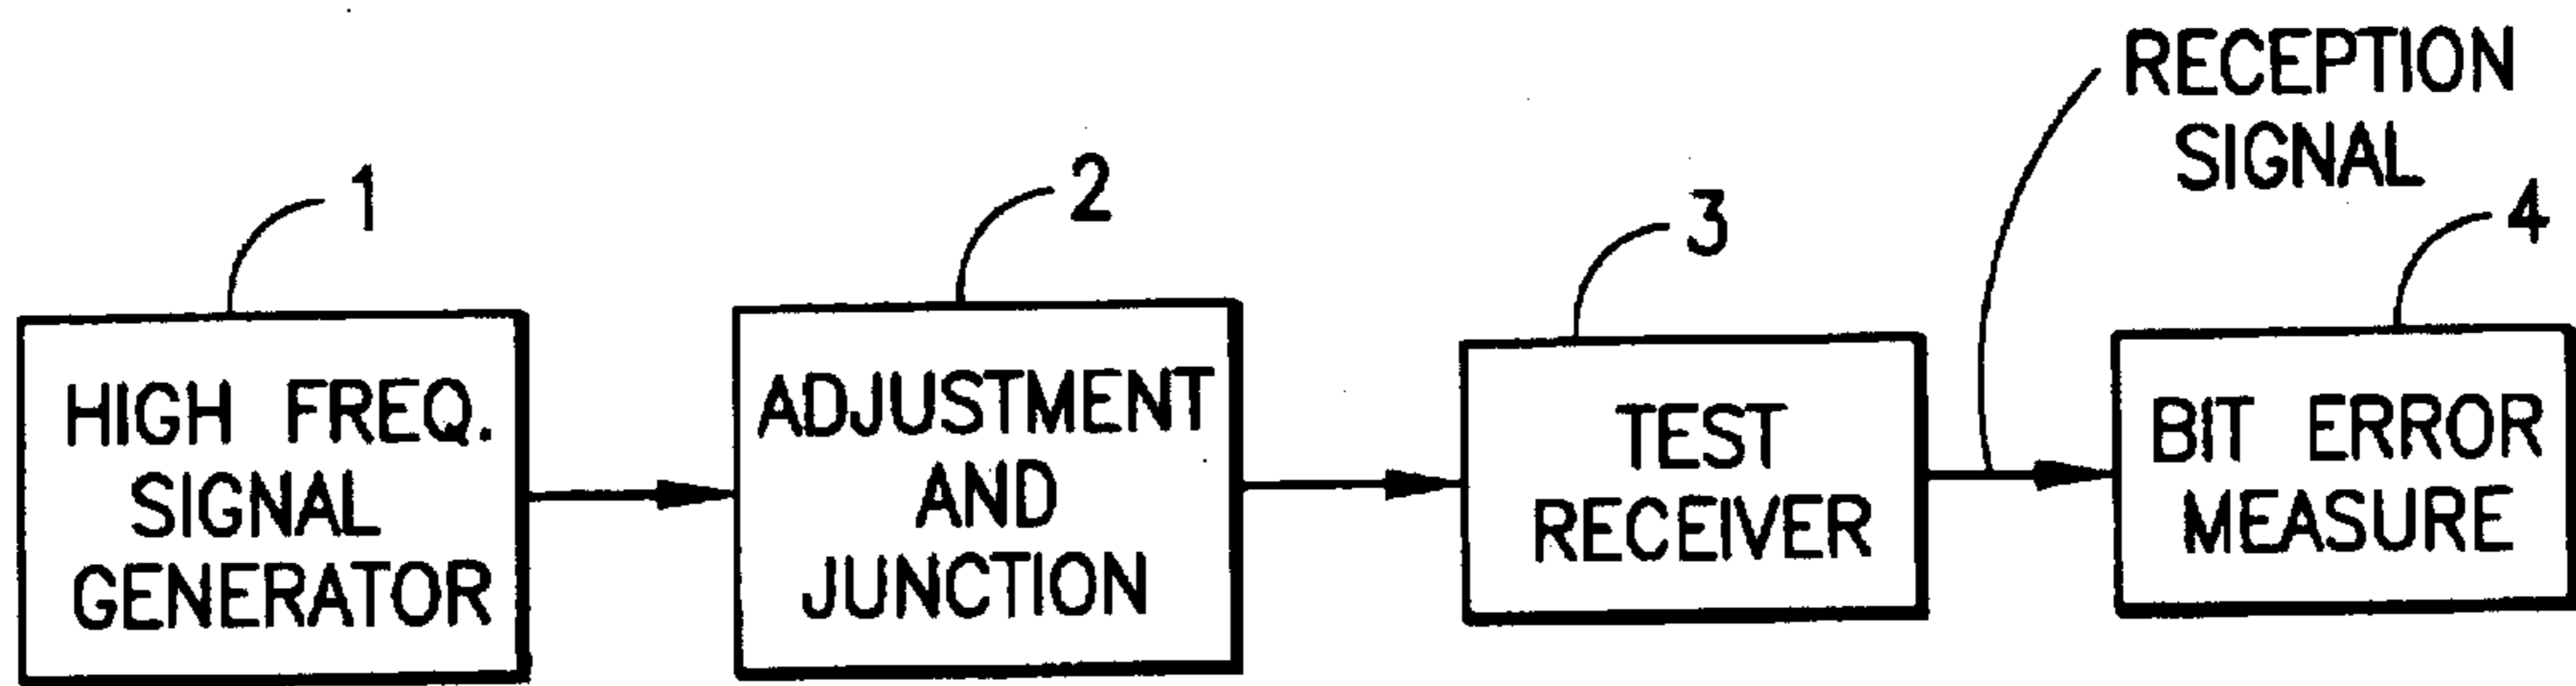 RECEPTION
SIGNAL
1
2
3
4
HIGH FREQ.
SIGNAL
GENERATOR
ADJUSTMENT
AND
JUNCTION
TEST
RECEIVER
BIT ERROR
MEASURE